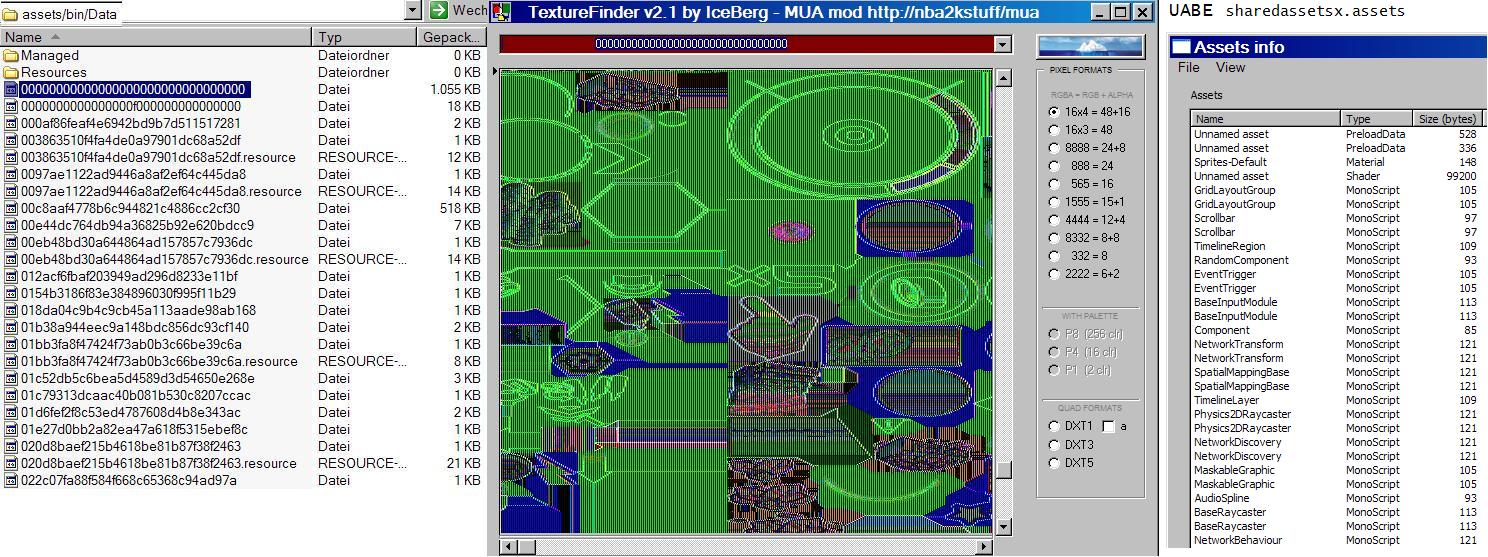 assets/bin/Data
Wech
Name Typ Gepack...
Managed Dateiordner 0 KB
Resources Dateiordner 0 KB
00000000000000000000000000000000 Datei 1.055 KB
0000000000000000f000000000000000 Datei 18 KB
000af86feaf4e6942bd9b7d511517281 Datei 2 KB
003863510f4fa4de0a97901dc68a52df Datei 1 KB
003863510f4fa4de0a97901dc68a52df.resource RESOURCE-... 12 KB
0097ae1122ad9446a8af2ef64c445da8 Datei 1 KB
0097ae1122ad9446a8af2ef64c445da8.resource RESOURCE-... 14 KB
00c8aaf4778b6c944821c4886cc2cf30 Datei 518 KB
00e44dc764db94a36825b92e620bdcc9 Datei 7 KB
00eb48bd30a644864ad157857c7936dc Datei 1 KB
00eb48bd30a644864ad157857c7936dc.resource RESOURCE-... 14 KB
012acf6fbaf203949ad296d8233e11bf Datei 1 KB
0154b3186f83e384896030f995f11b29 Datei 1 KB
018da04c9b4c9cb45a113aade98ab168 Datei 1 KB
01b38a944eec9a148bdc856dc93cf140 Datei 2 KB
01bb3fa8f47424f73ab0b3c66be39c6a Datei 1 KB
01bb3fa8f47424f73ab0b3c66be39c6a.resource RESOURCE-... 8 KB
01c52db5c6bea5d4589d3d54650e268e Datei 3 KB
01c79313dcaac40b081b530c8207ccac Datei 1 KB
01d6fef2f8c53ed4787608d4b8e343ac Datei 2 KB
01e27d0bb2a82ea47a618f5315ebef8c Datei 1 KB
020d8baef215b4618be81b87f38f2463 Datei 1 KB
020d8baef215b4618be81b87f38f2463.resource RESOURCE-... 21 KB
022c07fa88f584f668c65368c94ad97a Datei 1 KB
TextureFinder v2.1 by IceBerg - MUA mod http://nba2kstuff/mua
00000000000000000000000000000000
X5
PIXEL FORMATS
RGBA = RGB + ALPHA
16x4 = 48+16
16x3 = 48
8888 = 24+8
888 = 24
565 = 16
1555 = 15+1
4444 = 12+4
8332 = 8+8
332 = 8
2222 = 6+2
WITH PALETTE
P8 (256 clr)
P4 (16 clr)
P1 (2 clr)
QUAD FORMATS
DXT1 a
DXT3
DXT5
UABE sharedassetsx.assets
Assets info
File View
Assets
Name Type Size (bytes)
Unnamed asset PreloadData 528
Unnamed asset PreloadData 336
Sprites-Default Material 148
Unnamed asset Shader 99200
GridLayoutGroup MonoScript 105
GridLayoutGroup MonoScript 105
Scrollbar MonoScript 97
Scrollbar MonoScript 97
TimelineRegion MonoScript 109
RandomComponent MonoScript 93
EventTrigger MonoScript 105
EventTrigger MonoScript 105
BaseInputModule MonoScript 113
BaseInputModule MonoScript 113
Component MonoScript 85
NetworkTransform MonoScript 121
NetworkTransform MonoScript 121
SpatialMappingBase MonoScript 121
SpatialMappingBase MonoScript 121
TimelineLayer MonoScript 105
Physics2DRaycaster MonoScript 121
Physics2DRaycaster MonoScript 121
NetworkDiscovery MonoScript 121
NetworkDiscovery MonoScript 121
MaskableGraphic MonoScript 105
MaskableGraphic MonoScript 105
AudioSpline MonoScript 93
BaseRaycaster MonoScript 113
BaseRaycaster MonoScript 113
NetworkBehaviour MonoScript 121